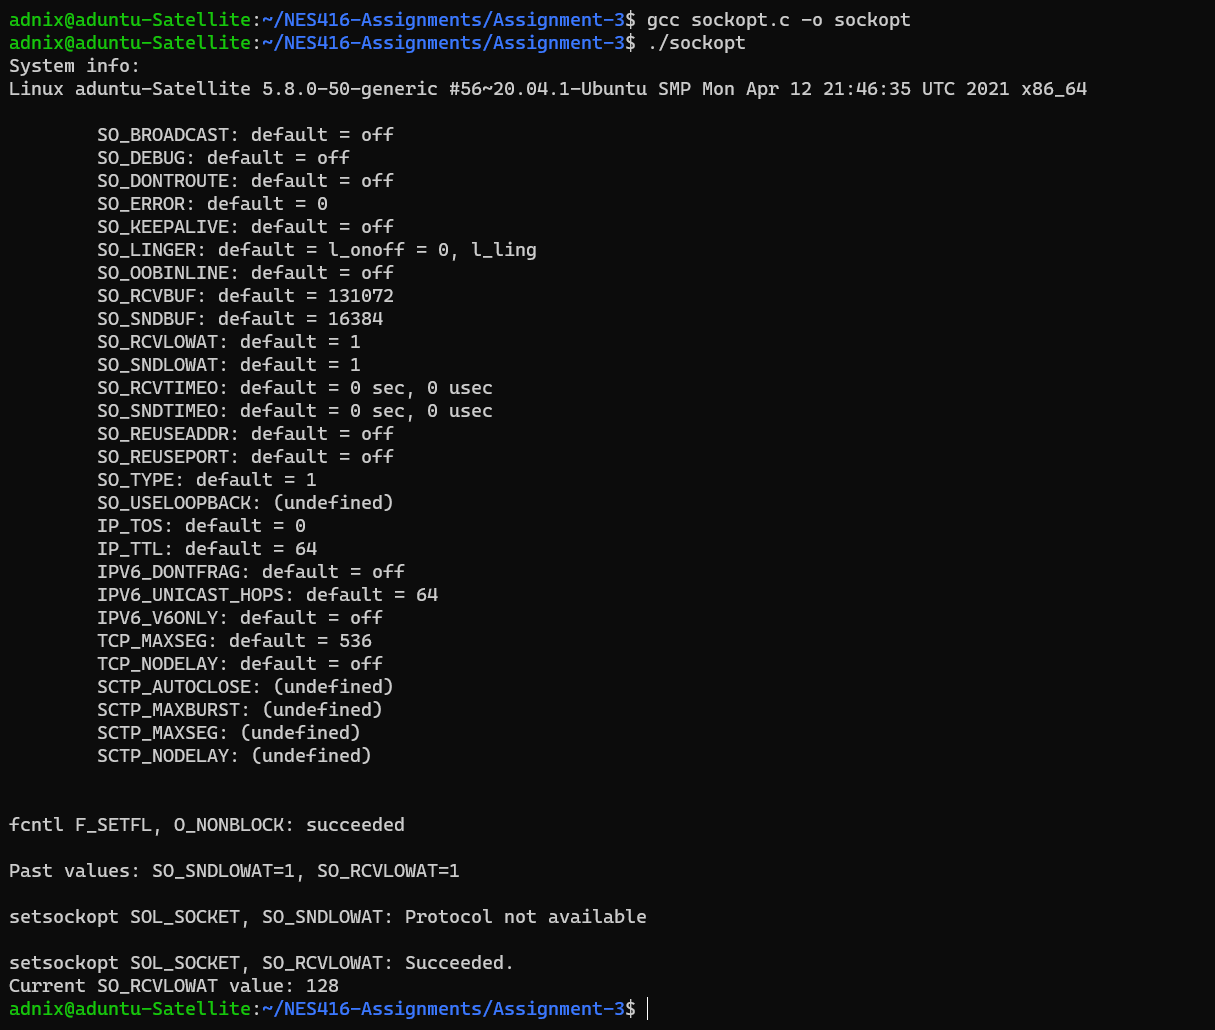 adnix@aduntu-Satellite:~/NES416-Assignments/Assignment-3$ gcc sockopt.c -o sockopt
adnix@aduntu-Satellite:~/NES416-Assignments/Assignment-3$ ./sockopt
System info:
Linux aduntu-Satellite 5.8.0-50-generic #56~20.04.1-Ubuntu SMP Mon Apr 12 21:46:35 UTC 2021 x86_64
SO_BROADCAST: default = off
SO_DEBUG: default = off
SO_DONTROUTE: default = off
SO_ERROR: default = 0
SO_KEEPALIVE: default = off
SO_LINGER: default = l_onoff = 0, l_ling
SO_OOBINLINE: default = off
SO_RCVBUF: default = 131072
SO_SNDBUF: default = 16384
SO_RCVLOWAT: default = 1
SO_SNDLOWAT: default = 1
SO_RCVTIMEO: default = 0 sec, 0 usec
SO_SNDTIMEO: default = 0 sec, 0 usec
SO_REUSEADDR: default = off
SO_REUSEPORT: default = off
SO_TYPE: default = 1
SO_USELOOPBACK: (undefined)
IP_TOS: default = 0
IP_TTL: default = 64
IPV6_DONTFRAG: default = off
IPV6_UNICAST_HOPS: default = 64
IPV6_V6ONLY: default = off
TCP_MAXSEG: default = 536
TCP_NODELAY: default = off
SCTP_AUTOCLOSE: (undefined)
SCTP_MAXBURST: (undefined)
SCTP_MAXSEG: (undefined)
SCTP_NODELAY: (undefined)
fcntl F_SETFL, O_NONBLOCK: succeeded
Past values: SO_SNDLOWAT=1, SO_RCVLOWAT=1
setsockopt SOL_SOCKET, SO_SNDLOWAT: Protocol not available
setsockopt SOL_SOCKET, SO_RCVLOWAT: Succeeded.
Current SO_RCVLOWAT value: 128
adnix@aduntu-Satellite:~/NES416-Assignments/Assignment-3$